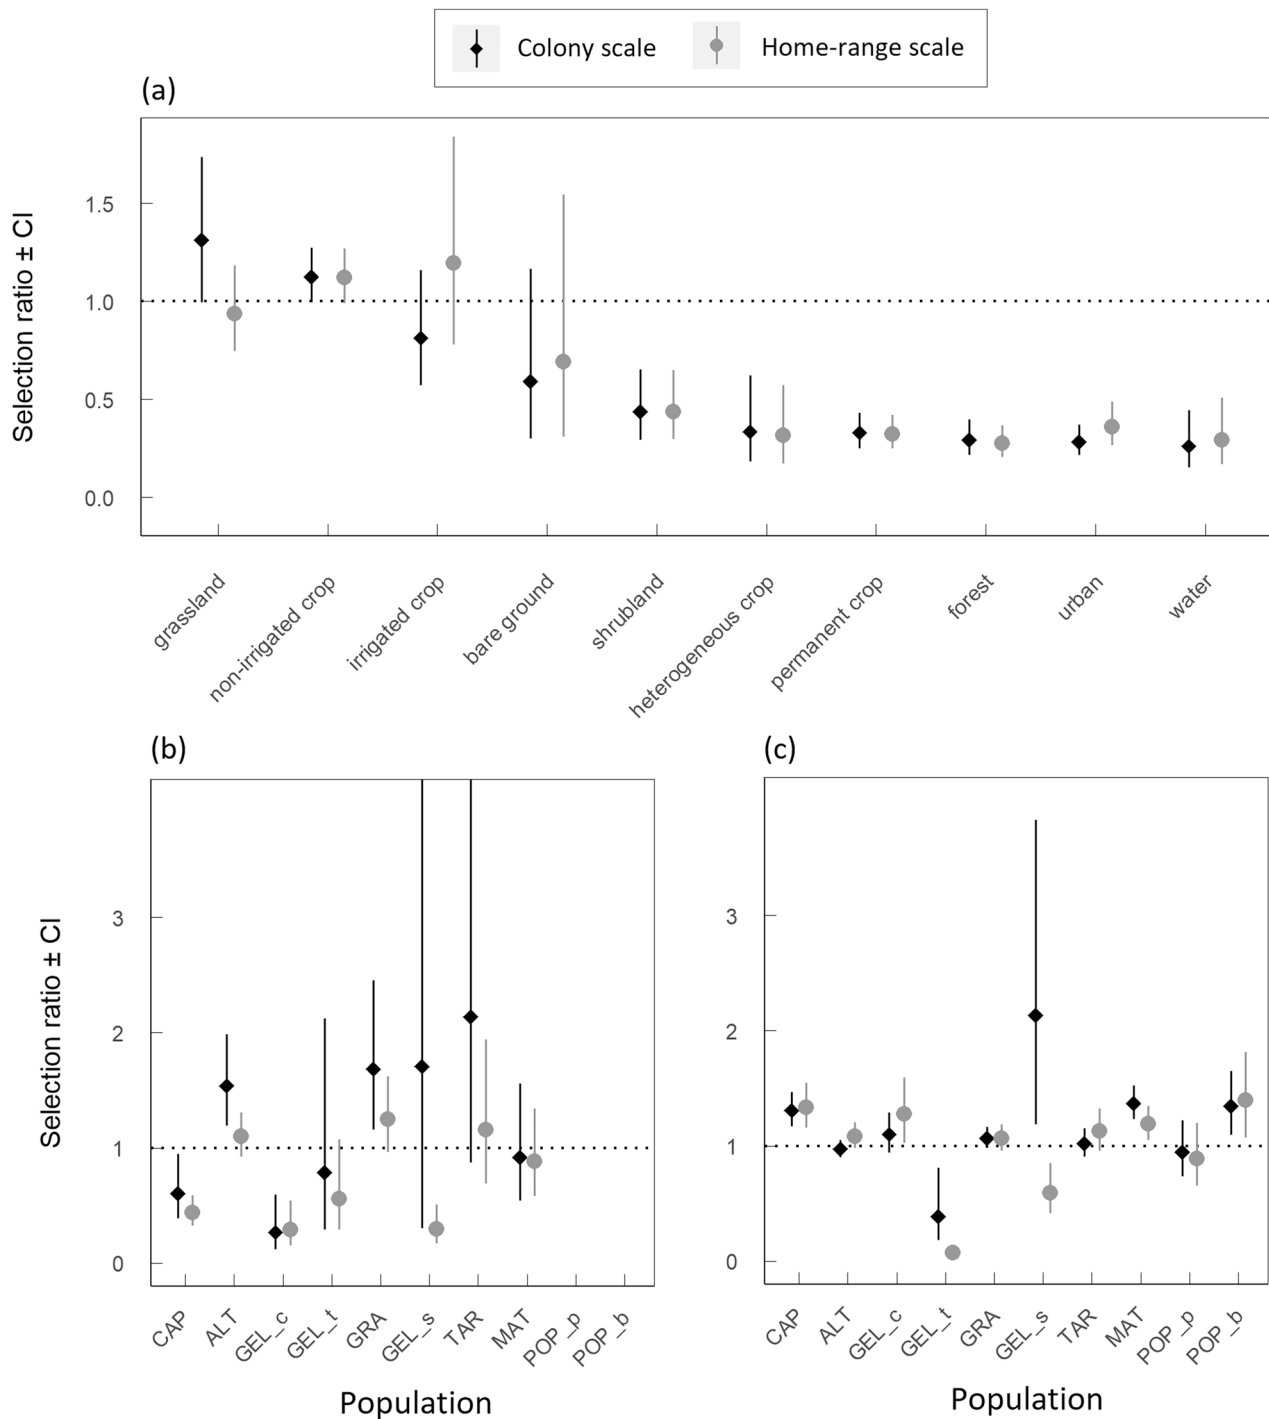 Colony scale Home-range scale
(a)
Selection ratio ± CI
1.5
1.0
0.5
0.0
grassland
non-irrigated crop
irrigated crop
bare ground
shrubland
heterogeneous crop
permanent crop
forest
urban
water
(b)
Selection ratio ± CI
3
2
1
0
CAP
ALT
GEL_c
GEL_t
GRA
GEL_s
TAR
MAT
POP_p
POP_b
Population
(c)
3
2
1
0
CAP
ALT
GEL_c
GEL_t
GRA
GEL_s
TAR
MAT
POP_p
POP_b
Population